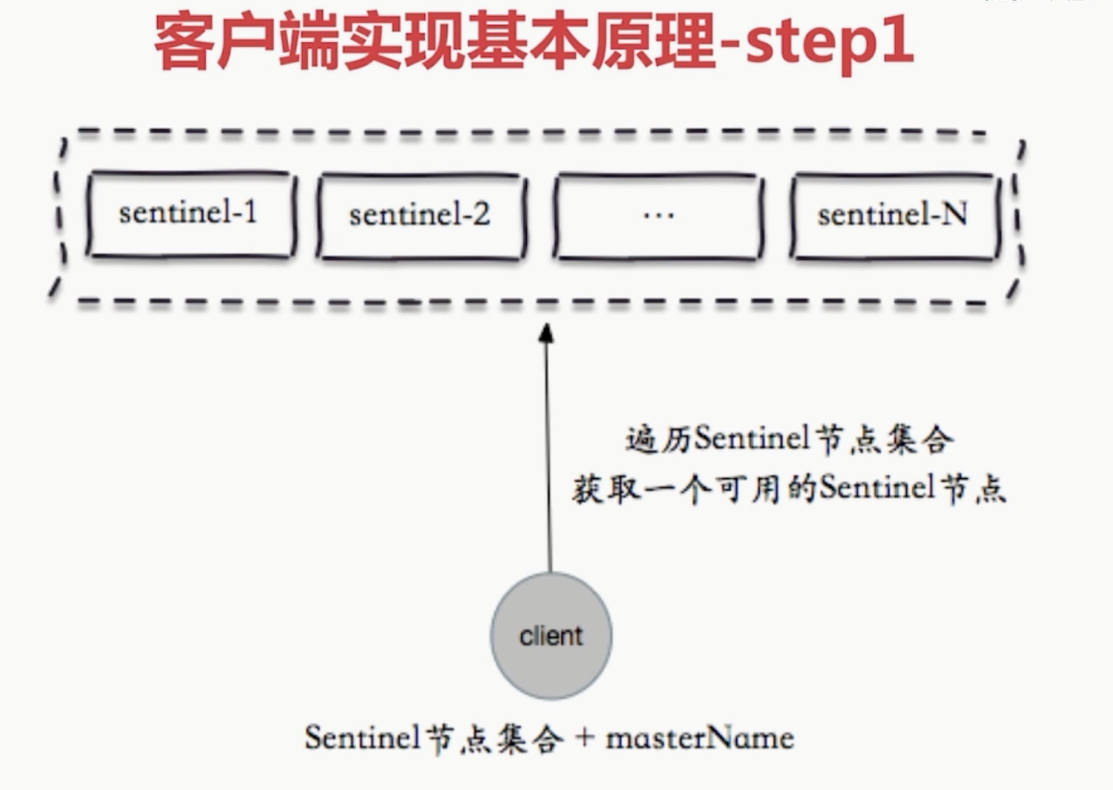 客户端实现基本原理-step1
sentinel-1
sentinel-2
...
sentinel-N
遍历Sentinel节点集合
获取一个可用的Sentinel节点
client
Sentinel节点集合 + masterName